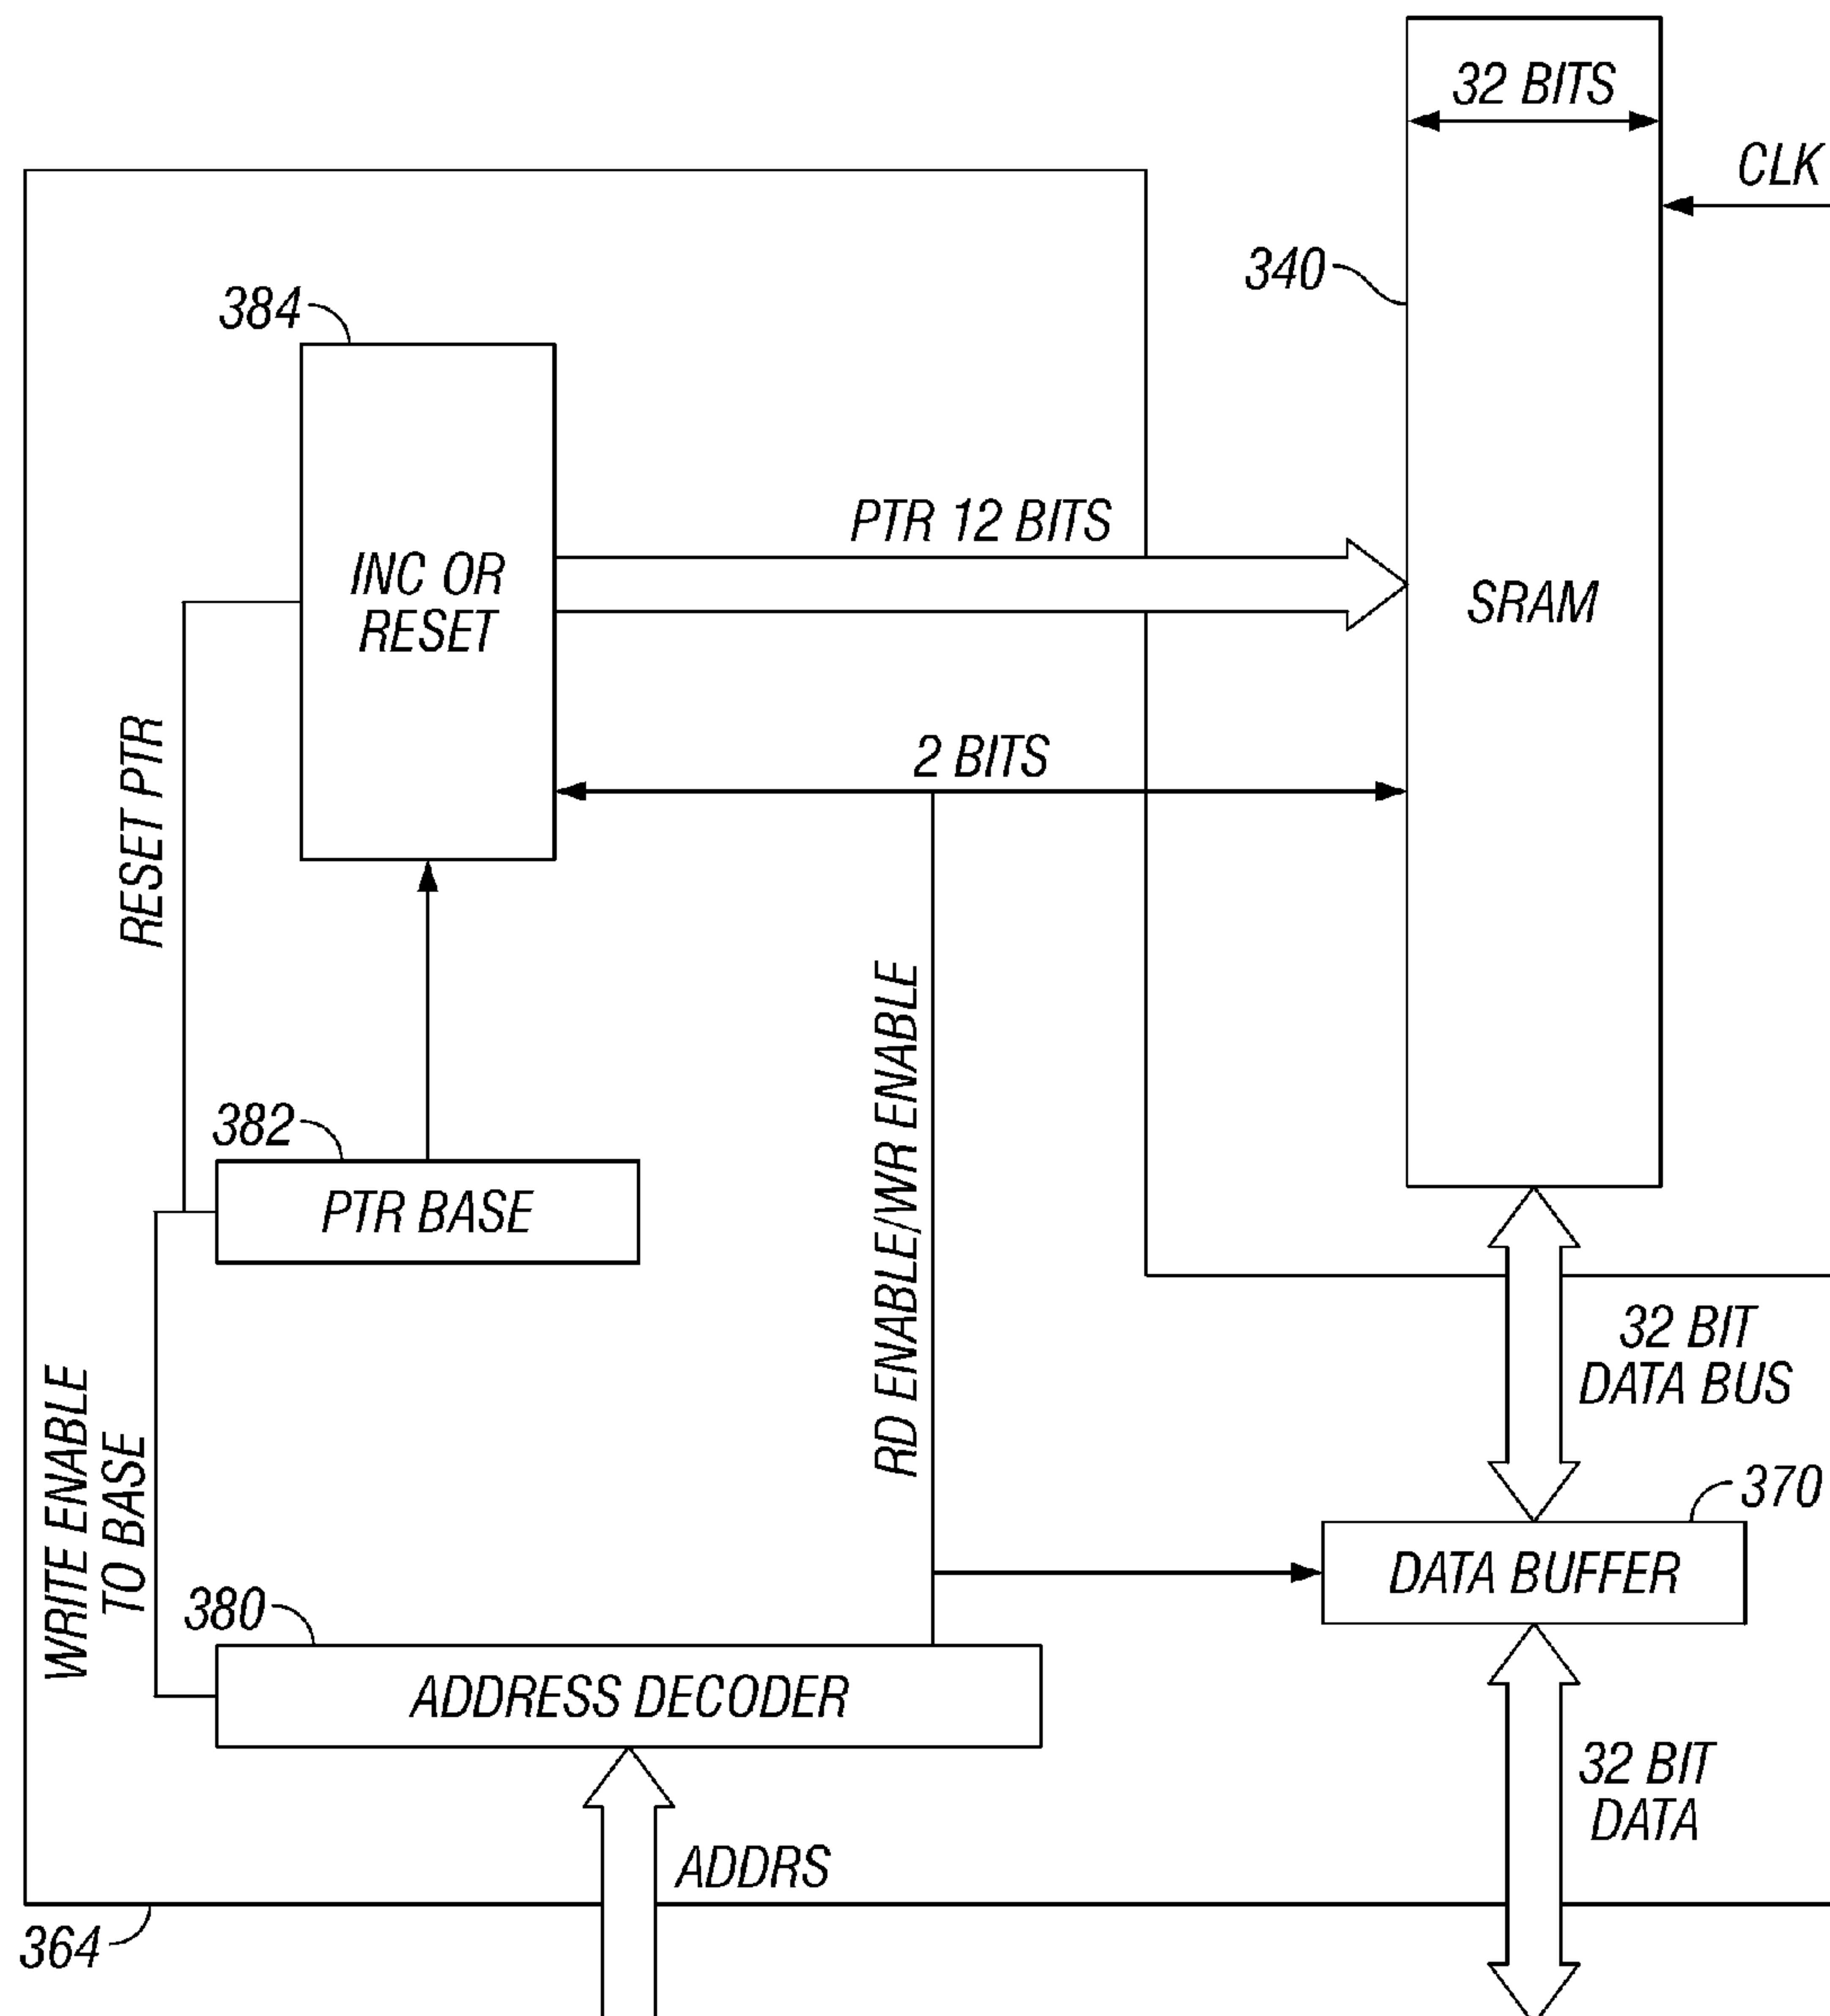 32 BITS
CLK
340
384
PTR 12 BITS
INC OR
RESET
SRAM
2 BITS
RESET PTR
RD ENABLE/WR ENABLE
382
PTR BASE
32 BIT
DATA BUS
WRITE ENABLE
TO BASE
370
DATA BUFFER
380
ADDRESS DECODER
32 BIT
DATA
ADDRS
364